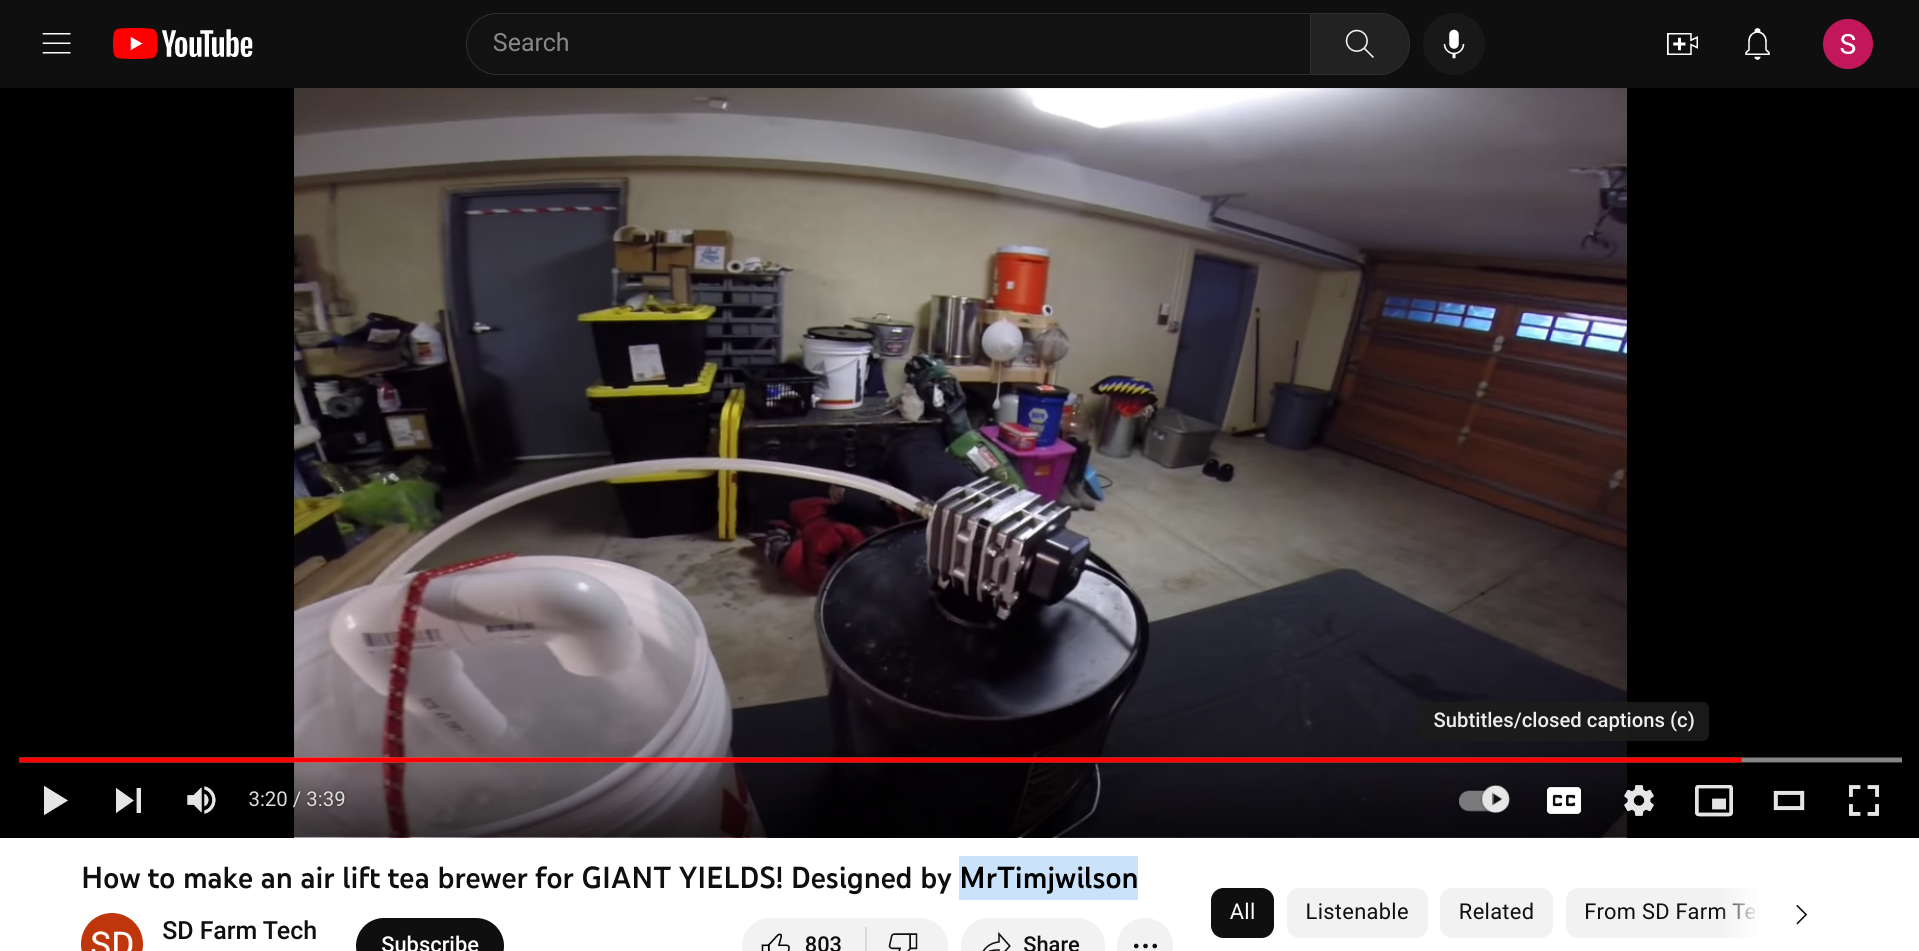 YouTube
Search
S
Subtitles/closed captions (c)
3:20 / 3:39
CC
How to make an air lift tea brewer for GIANT YIELDS! Designed by MrTimjwilson
All
Listenable
Related
From SD Farm Te
SD
SD Farm Tech
Subscribe
803
Share